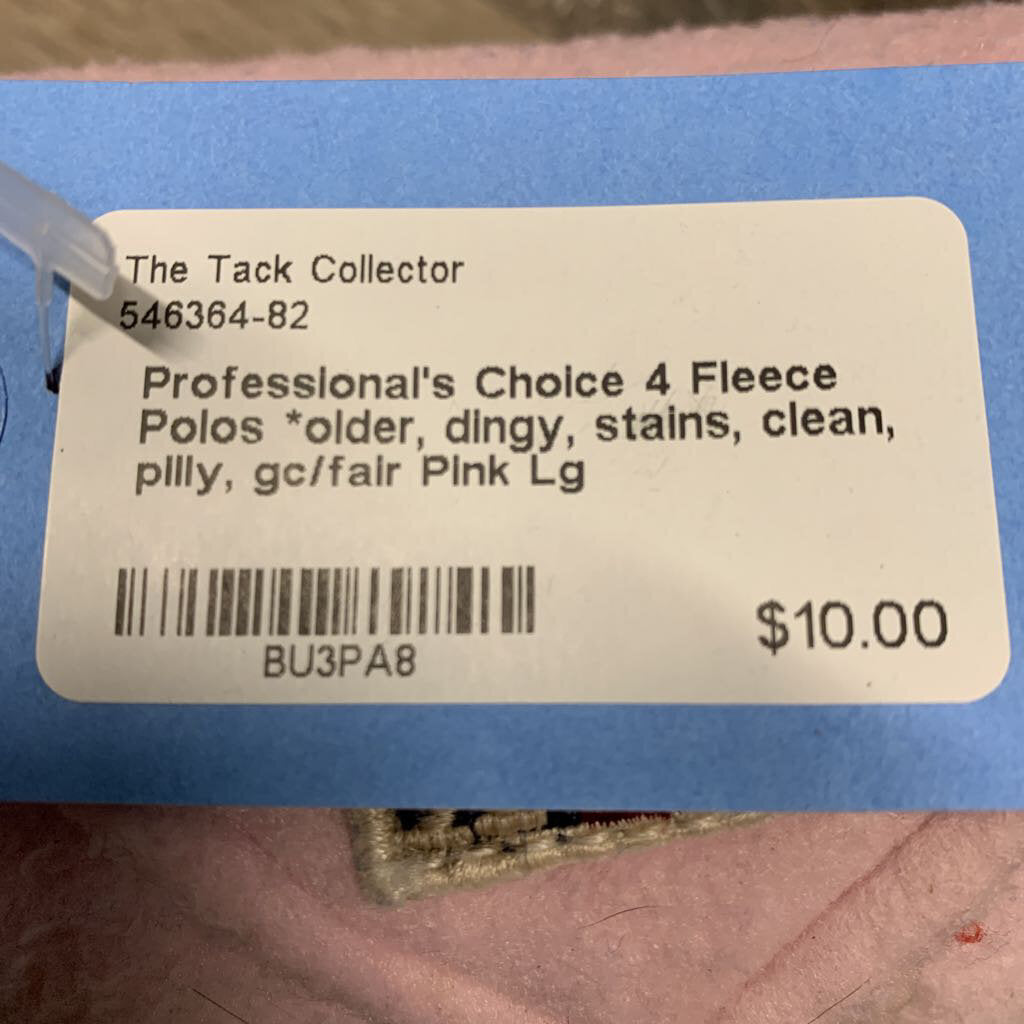 The Tack Collector
546364-82
Professional's Choice 4 Fleece
Polos *older, dingy, stains, clean,
pilly, gc/fair Pink Lg
BU3PA8
$10.00